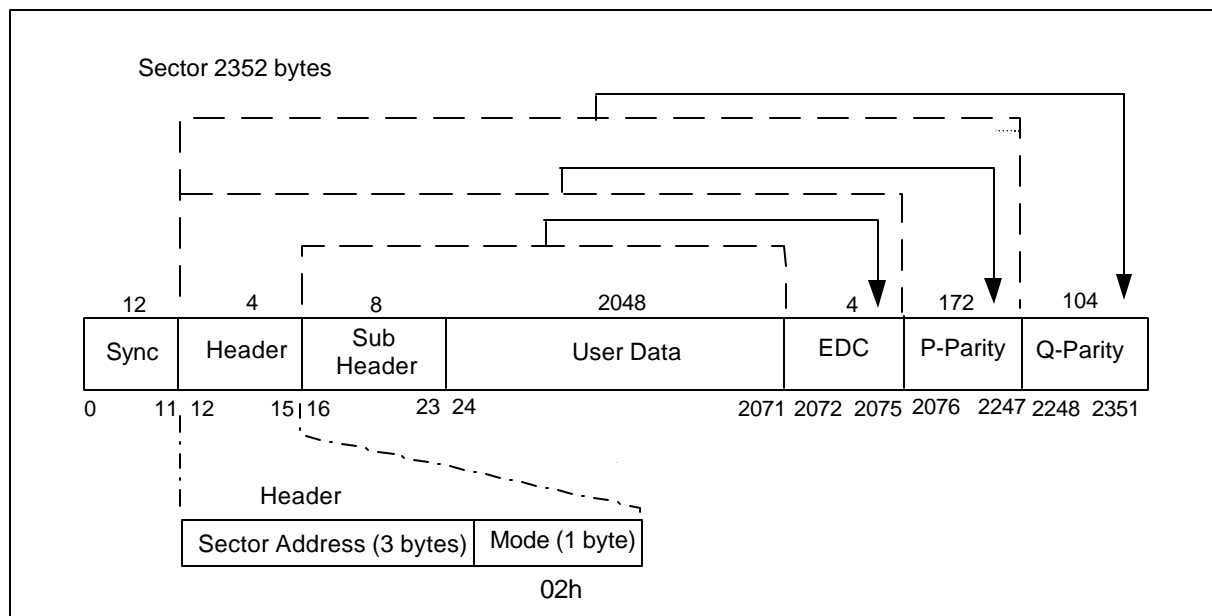 Sector 2352 bytes
12 4 8 2048 4 172 104
Sync Header Sub Header User Data EDC P-Parity Q-Parity
0 11 12 15 16 23 24 2071 2072 2075 2076 2247 2248 2351
Header
Sector Address (3 bytes) Mode (1 byte)
02h